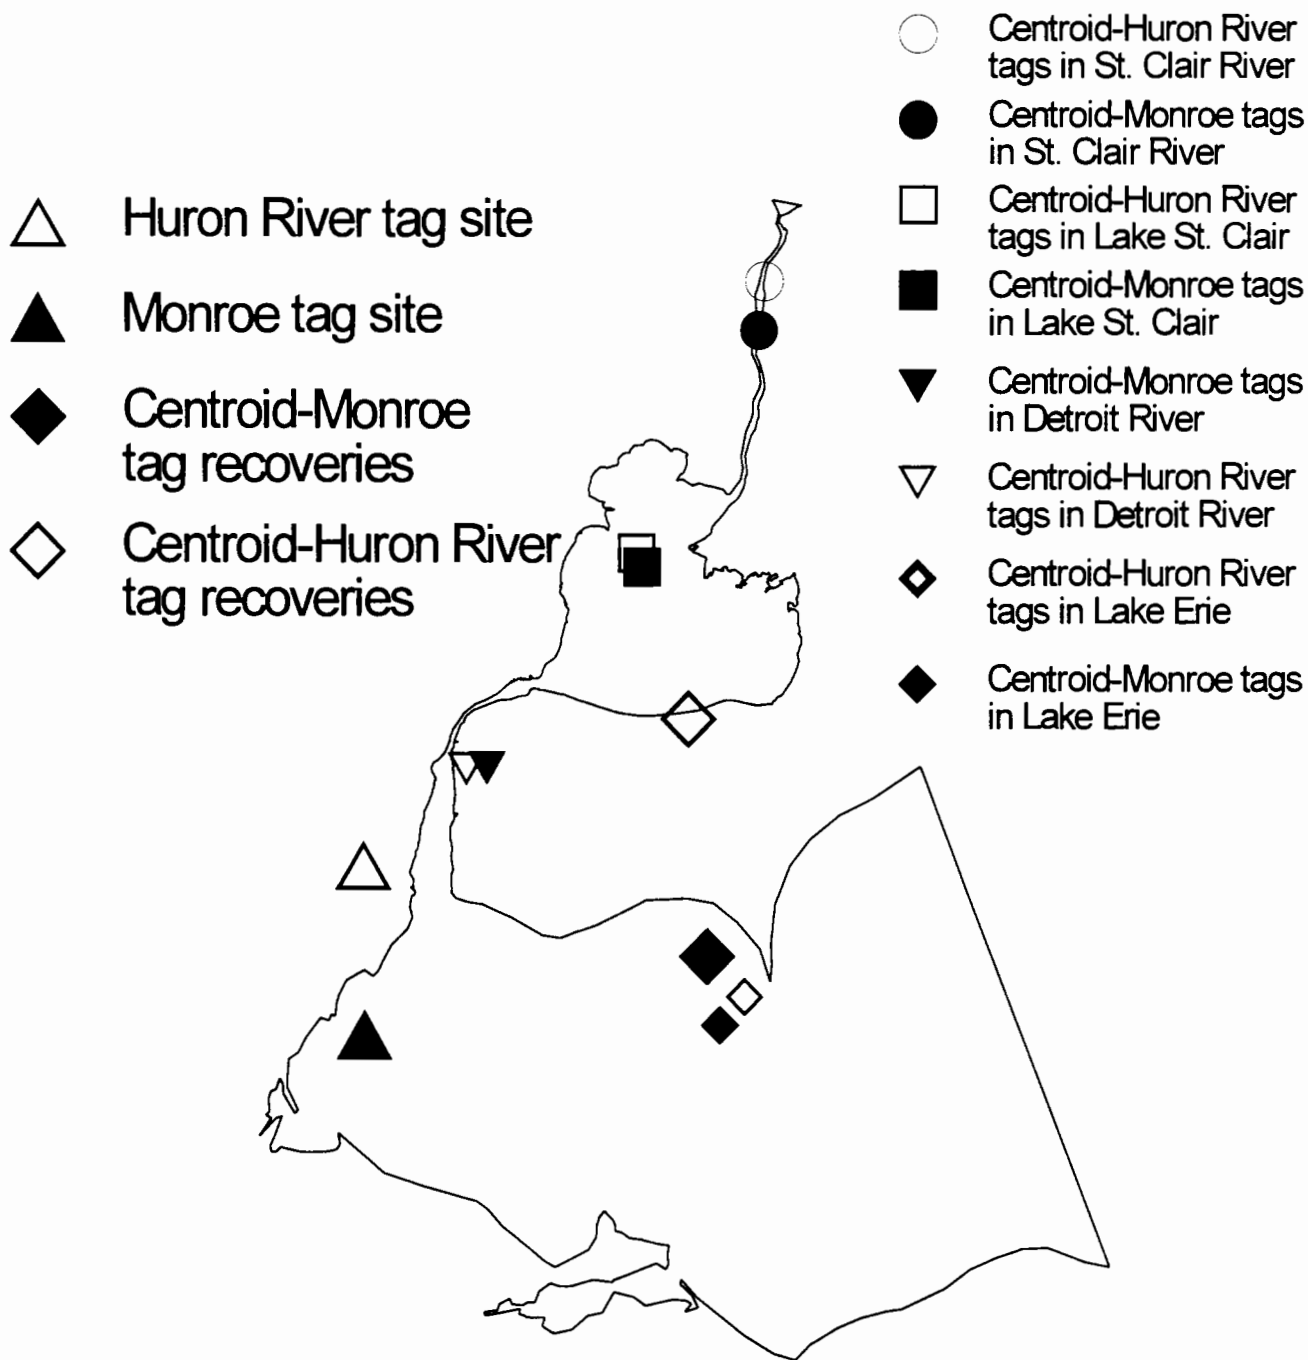 Huron River tag site
Monroe tag site
Centroid-Monroe
tag recoveries
Centroid-Huron River
tag recoveries
Centroid-Huron River
tags in St. Clair River
Centroid-Monroe tags
in St. Clair River
Centroid-Huron River
tags in Lake St. Clair
Centroid-Monroe tags
in Lake St. Clair
Centroid-Monroe tags
in Detroit River
Centroid-Huron River
tags in Detroit River
Centroid-Huron River
tags in Lake Erie
Centroid-Monroe tags
in Lake Erie